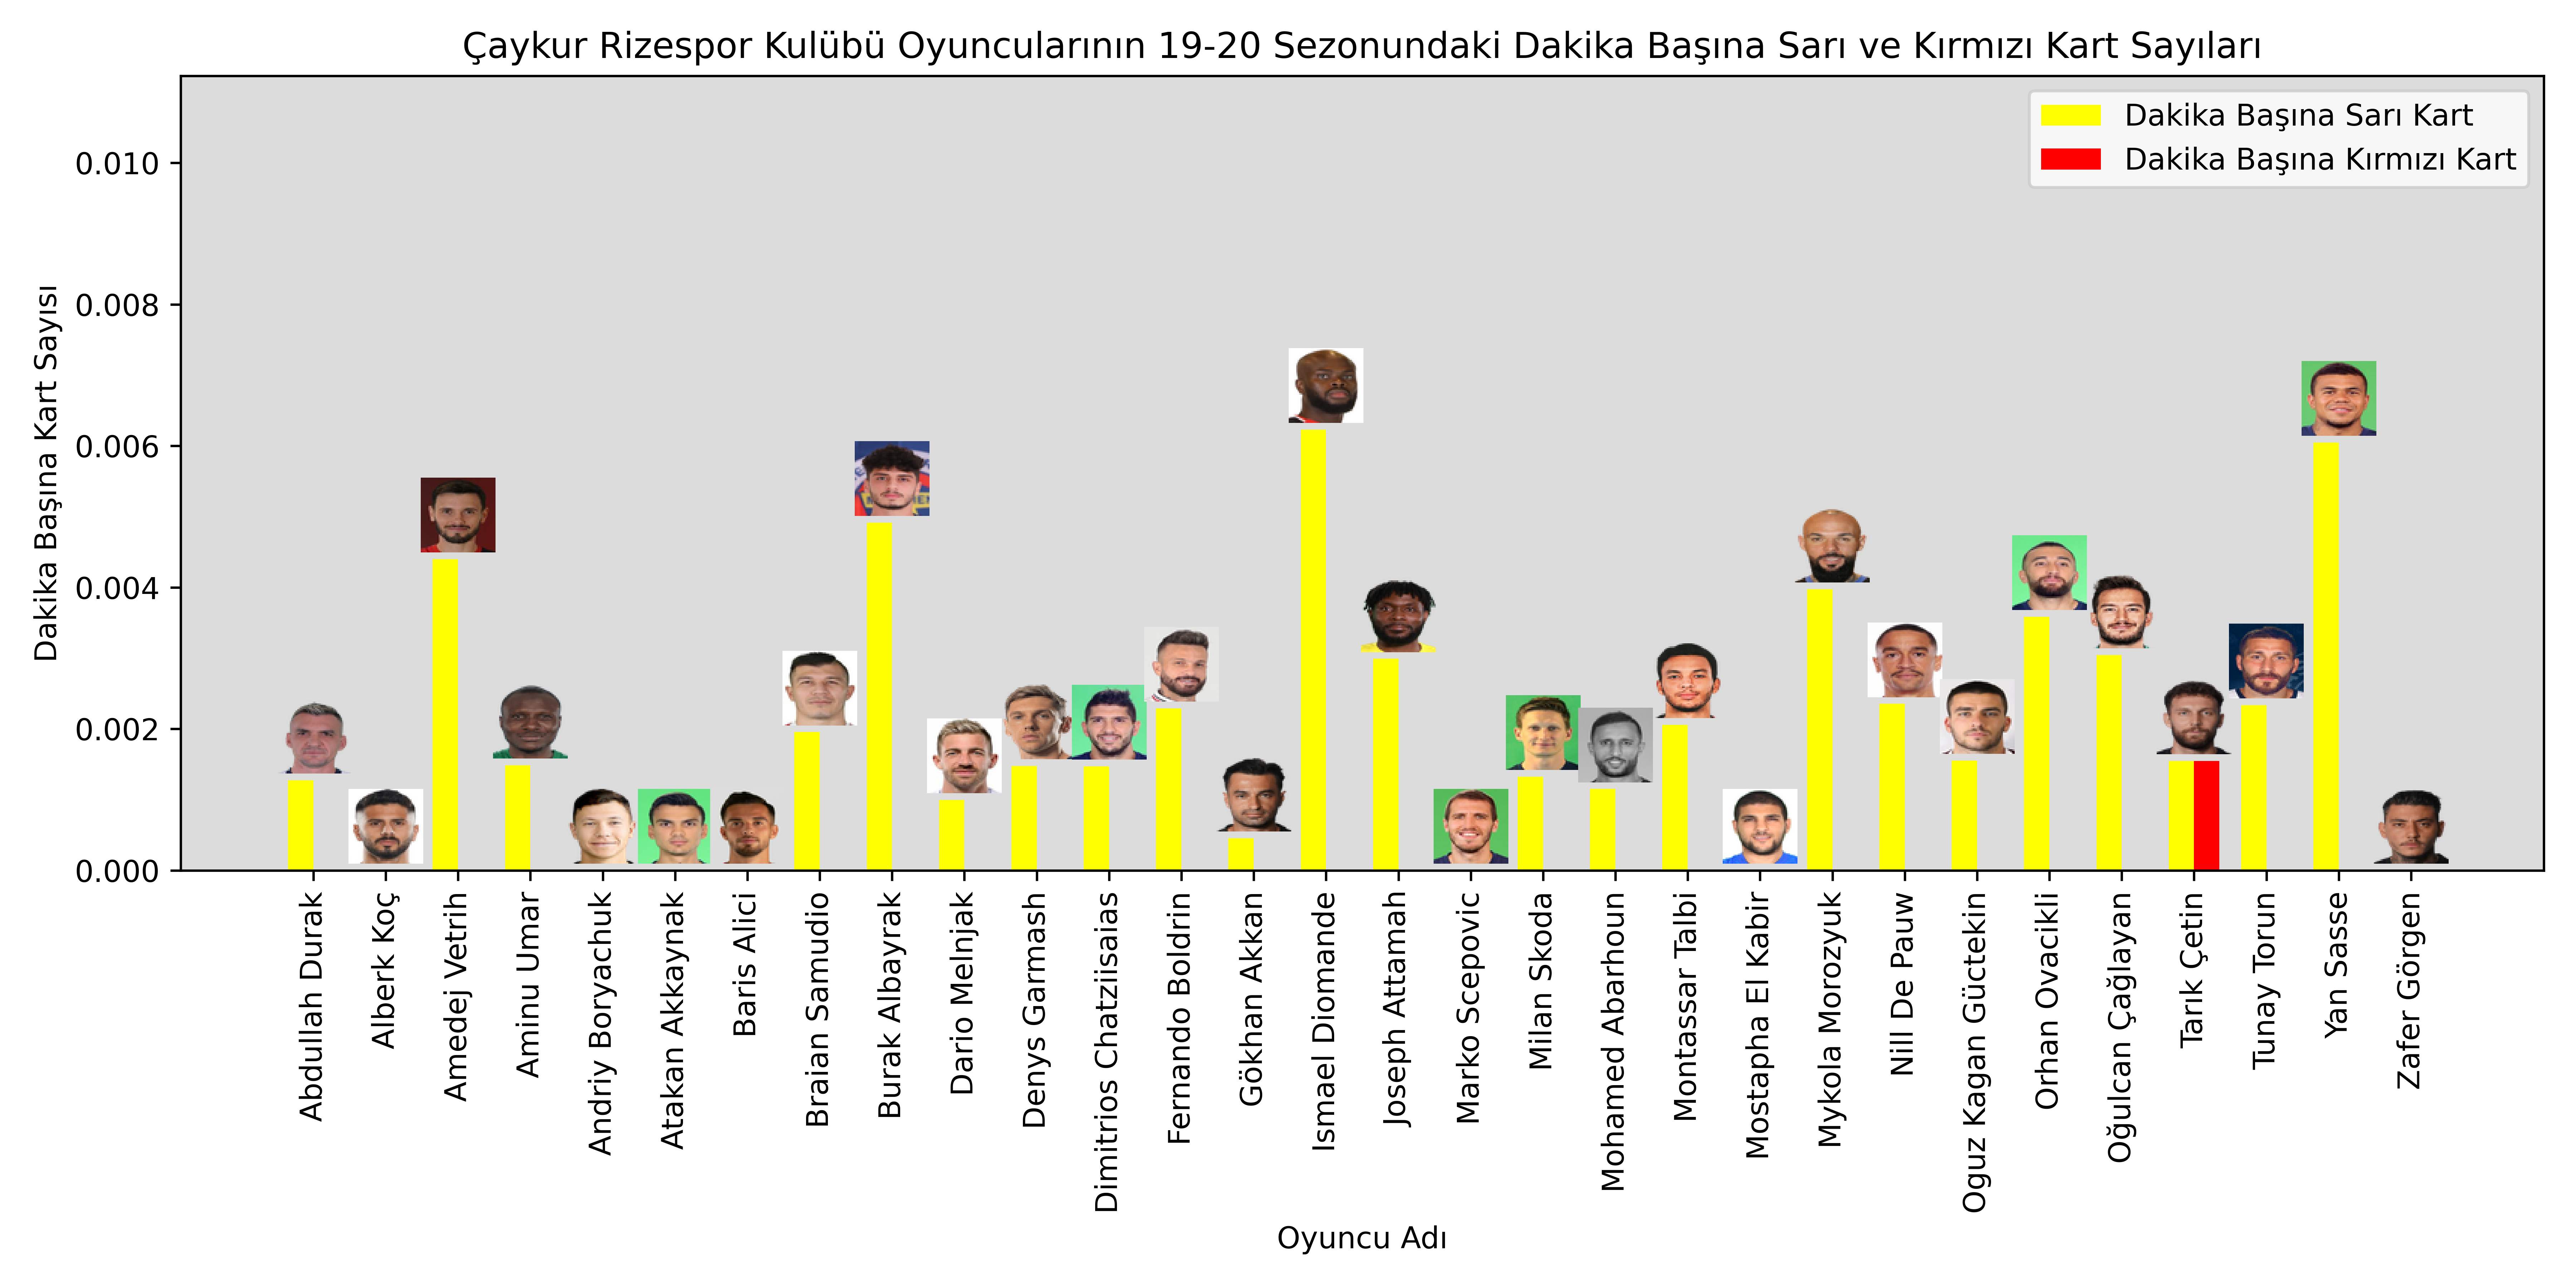 Çaykur Rizespor Kulübü Oyuncularının 19-20 Sezonundaki Dakika Başına Sarı ve Kırmızı Kart Sayıları
Dakika Başına Sarı Kart
Dakika Başına Kırmızı Kart
Dakika Başına Kart Sayısı
0.010
0.008
0.006
0.004
0.002
0.000
Abdullah Durak
Alberk Koç
Amedej Vetrih
Aminu Umar
Andriy Boryachuk
Atakan Akkaynak
Baris Alici
Braian Samudio
Burak Albayrak
Dario Melnjak
Denys Garmash
Dimitrios Chatziisaias
Fernando Boldrin
Gökhan Akkan
Ismael Diomande
Joseph Attamah
Marko Scepovic
Milan Skoda
Mohamed Abarhoun
Montassar Talbi
Mostapha El Kabir
Mykola Morozyuk
Nill De Pauw
Oguz Kagan Güctekin
Orhan Ovacikli
Oğulcan Çağlayan
Tarık Çetin
Tunay Torun
Yan Sasse
Zafer Görgen
Oyuncu Adı